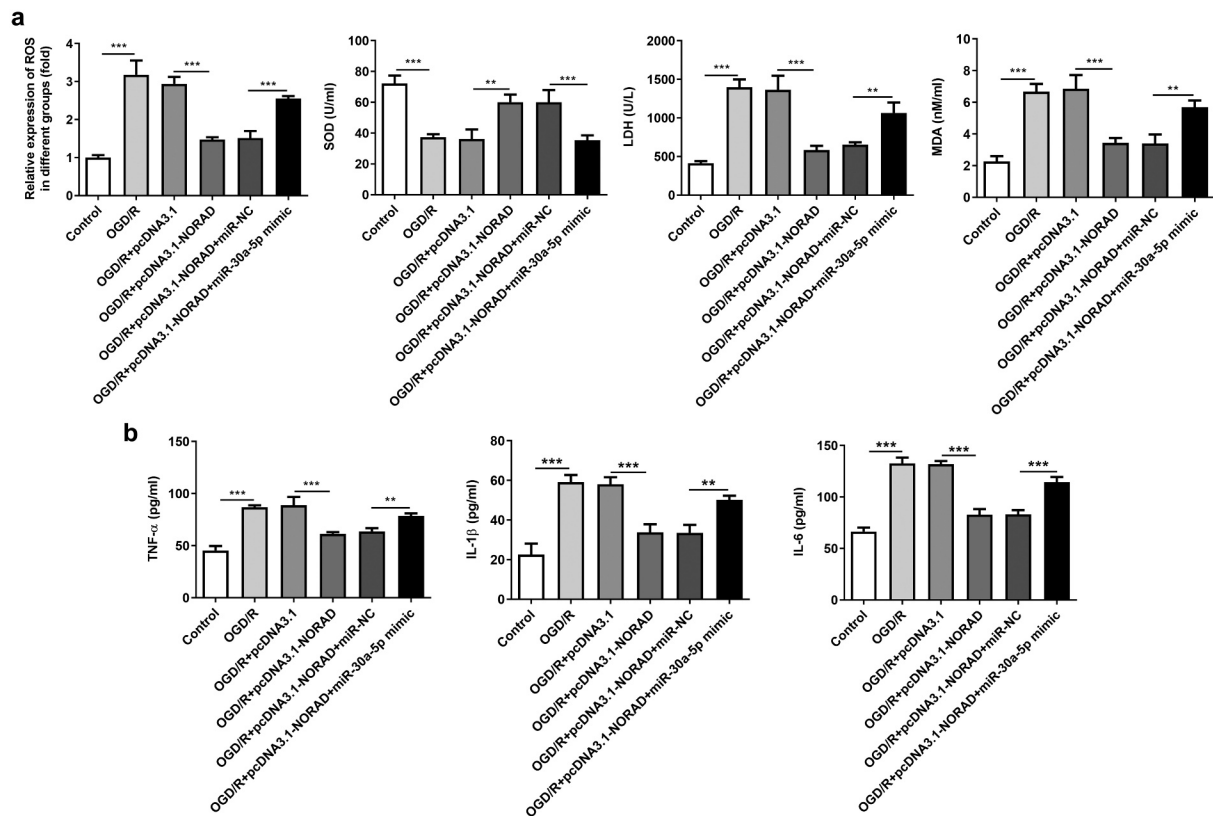 a
Relative expression of ROS
in different groups (fold)
4
3
2
1
0
***
***
***
Control
OGD/R
OGD/R+pcDNA3.1
OGD/R+pcDNA3.1-NORAD
OGD/R+pcDNA3.1-NORAD+miR-NC
OGD/R+pcDNA3.1-NORAD+miR-30a-5p mimic
SOD
(U/ml)
100
80
60
40
20
0
***
**
***
Control
OGD/R
OGD/R+pcDNA3.1
OGD/R+pcDNA3.1-NORAD
OGD/R+pcDNA3.1-NORAD+miR-NC
OGD/R+pcDNA3.1-NORAD+miR-30a-5p mimic
LDH (U/L)
2000
1500
1000
500
0
***
***
**
Control
OGD/R
OGD/R+pcDNA3.1
OGD/R+pcDNA3.1-NORAD
OGD/R+pcDNA3.1-NORAD+miR-NC
OGD/R+pcDNA3.1-NORAD+miR-30a-5p mimic
MDA (nM/ml)
10
8
6
4
2
0
***
***
**
Control
OGD/R
OGD/R+pcDNA3.1
OGD/R+pcDNA3.1-NORAD
OGD/R+pcDNA3.1-NORAD+miR-NC
OGD/R+pcDNA3.1-NORAD+miR-30a-5p mimic
b
TNF-α (pg/ml)
150
100
50
0
***
***
**
Control
OGD/R
OGD/R+pcDNA3.1
OGD/R+pcDNA3.1-NORAD
OGD/R+pcDNA3.1-NORAD+miR-NC
OGD/R+pcDNA3.1-NORAD+miR-30a-5p mimic
IL-1β (pg/ml)
80
60
40
20
0
***
***
**
Control
OGD/R
OGD/R+pcDNA3.1
OGD/R+pcDNA3.1-NORAD
OGD/R+pcDNA3.1-NORAD+miR-NC
OGD/R+pcDNA3.1-NORAD+miR-30a-5p mimic
IL-6 (pg/ml)
150
100
50
0
***
***
***
Control
OGD/R
OGD/R+pcDNA3.1
OGD/R+pcDNA3.1-NORAD
OGD/R+pcDNA3.1-NORAD+miR-NC
OGD/R+pcDNA3.1-NORAD+miR-30a-5p mimic